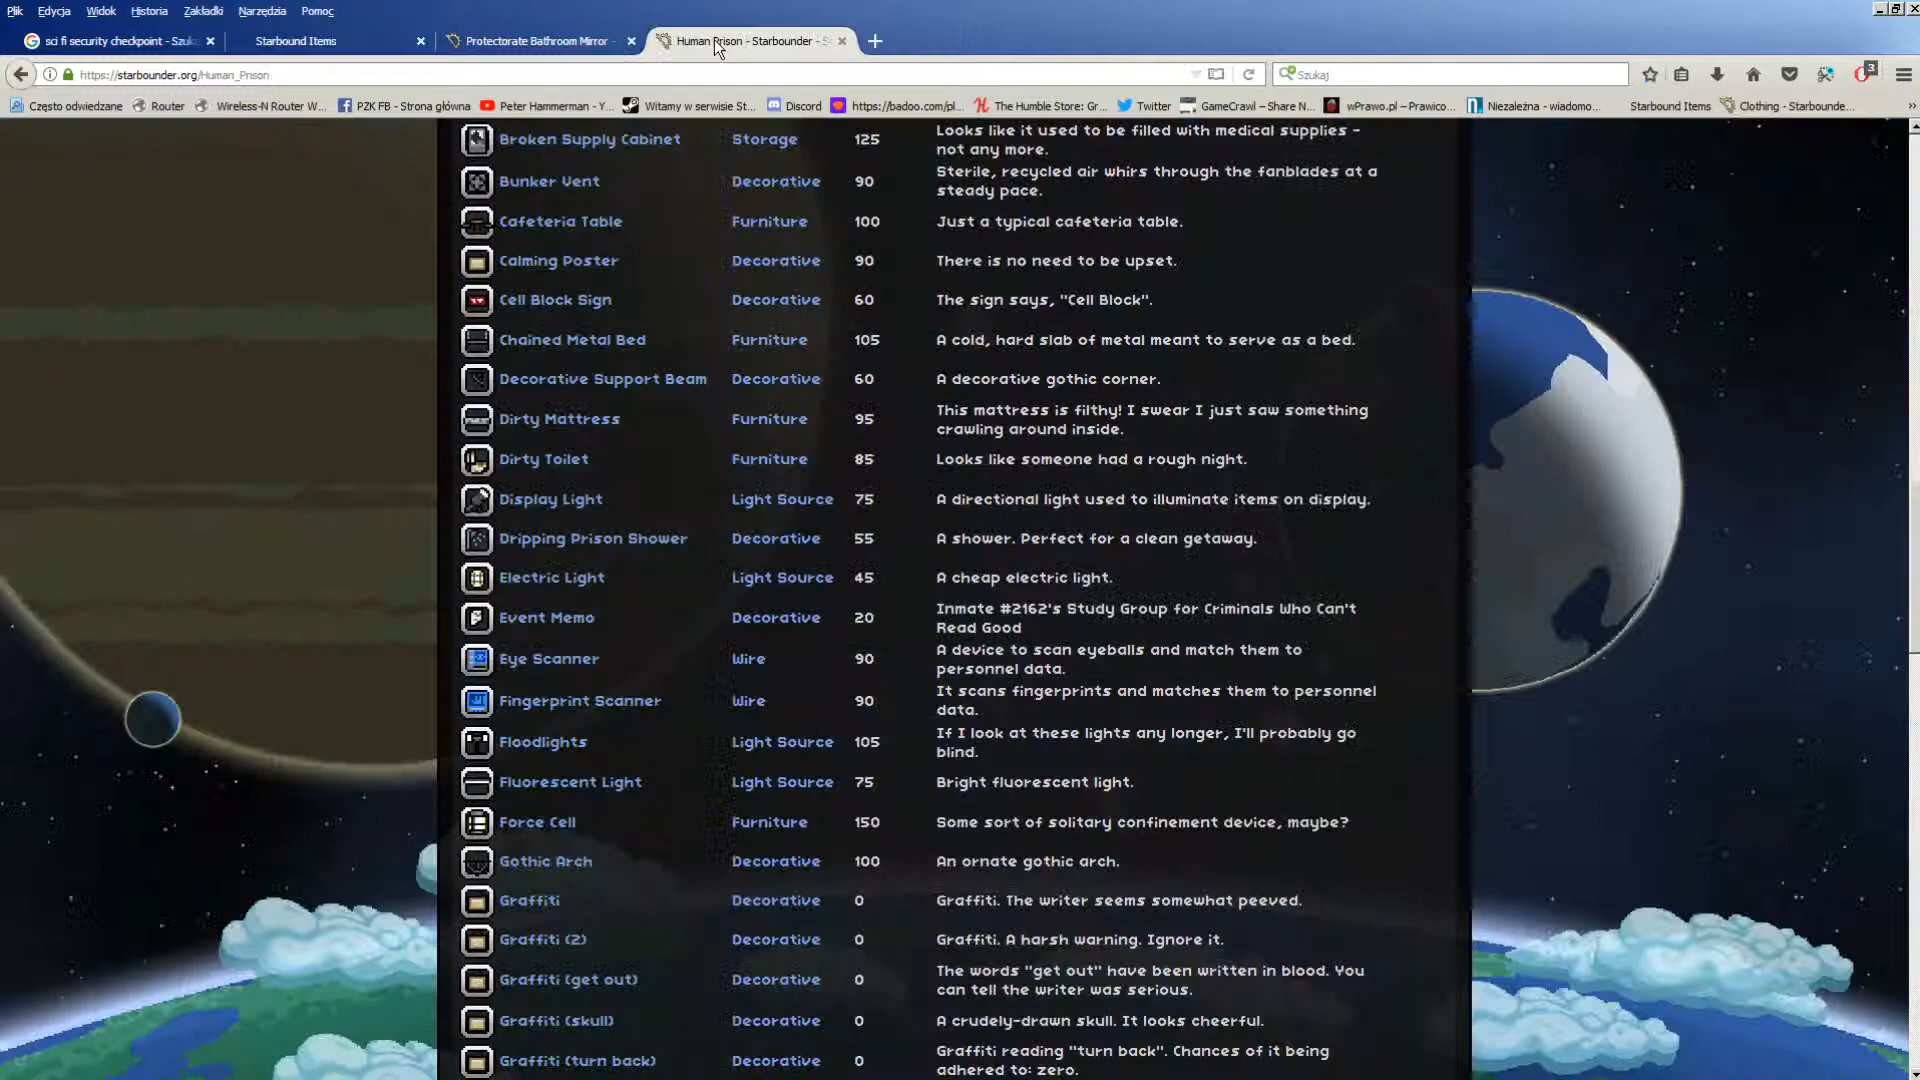 Plik Edycja Widok Historia Zakładki Narzędzia Pomoc
sci fi security checkpoint - Szuk
Starbound Items
Protectorate Bathroom Mirror -
Human Prison - Starbounder - S
https://starbounder.org/Human_Prison
Szukaj
3
Często odwiedzane Router Wireless-N Router W... PZK FB - Strona główna Peter Hammerman - Y... Witamy w serwisie St... Discord https://badoo.com/pl... The Humble Store: Gr... Twitter GameCrawl – Share N... wPrawo.pl – Prawico... Niezależna - wiadomo... Starbound Items Clothing - Starbounde...
Broken Supply Cabinet Storage 125 Looks like it used to be filled with medical supplies -
not any more.
Bunker Vent Decorative 90 Sterile, recycled air whirs through the fanblades at a
steady pace.
Cafeteria Table Furniture 100 Just a typical cafeteria table.
Calming Poster Decorative 90 There is no need to be upset.
Cell Block Sign Decorative 60 The sign says, "Cell Block".
Chained Metal Bed Furniture 105 A cold, hard slab of metal meant to serve as a bed.
Decorative Support Beam Decorative 60 A decorative gothic corner.
Dirty Mattress Furniture 95 This mattress is filthy! I swear I just saw something
crawling around inside.
Dirty Toilet Furniture 85 Looks like someone had a rough night.
Display Light Light Source 75 A directional light used to illuminate items on display.
Dripping Prison Shower Decorative 55 A shower. Perfect for a clean getaway.
Electric Light Light Source 45 A cheap electric light.
Event Memo Decorative 20 Inmate #2162's Study Group for Criminals Who Can't
Read Good
Eye Scanner Wire 90 A device to scan eyeballs and match them to
personnel data.
Fingerprint Scanner Wire 90 It scans fingerprints and matches them to personnel
data.
Floodlights Light Source 105 If I look at these lights any longer, I'll probably go
blind.
Fluorescent Light Light Source 75 Bright fluorescent light.
Force Cell Furniture 150 Some sort of solitary confinement device, maybe?
Gothic Arch Decorative 100 An ornate gothic arch.
Graffiti Decorative 0 Graffiti. The writer seems somewhat peeved.
Graffiti (2) Decorative 0 Graffiti. A harsh warning. Ignore it.
Graffiti (get out) Decorative 0 The words "get out" have been written in blood. You
can tell the writer was serious.
Graffiti (skull) Decorative 0 A crudely-drawn skull. It looks cheerful.
Graffiti (turn back) Decorative 0 Graffiti reading "turn back". Chances of it being
adhered to: zero.